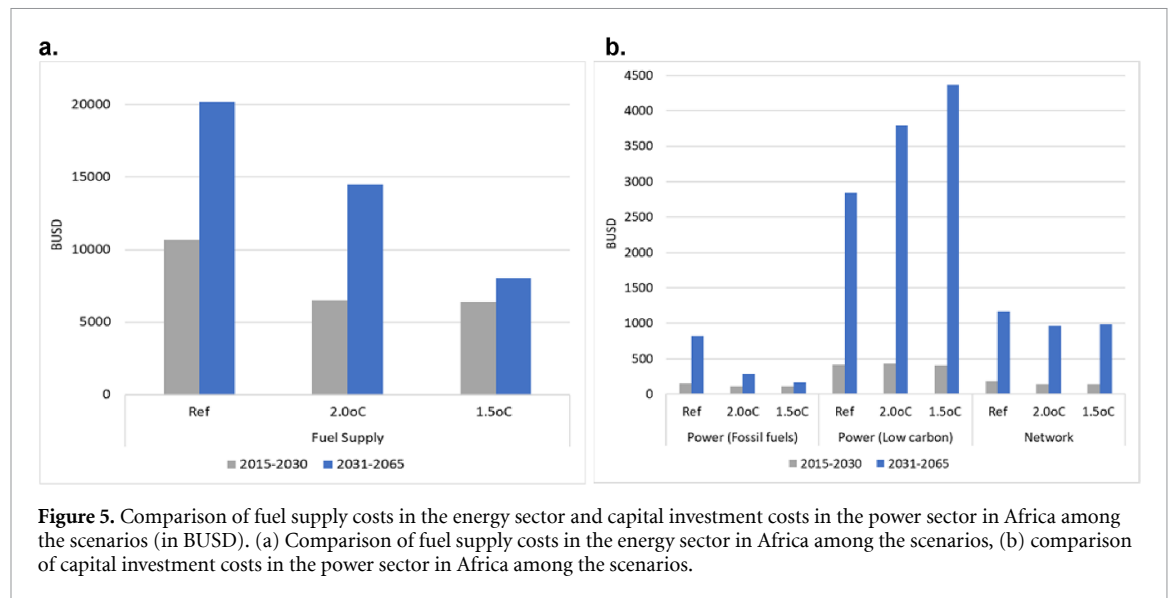 a.
20000
15000
10000
5000
0
BUSD
Ref
2.0oC
1.5oC
Fuel Supply
2015-2030
2031-2065
b.
4500
4000
3500
3000
2500
2000
1500
1000
500
0
BUSD
Ref 2.0oC 1.5oC Ref 2.0oC 1.5oC Ref 2.0oC 1.5oC
Power (Fossil fuels) Power (Low carbon) Network
2015-2030 2031-2065
Figure 5. Comparison of fuel supply costs in the energy sector and capital investment costs in the power sector in Africa among
the scenarios (in BUSD). (a) Comparison of fuel supply costs in the energy sector in Africa among the scenarios, (b) comparison
of capital investment costs in the power sector in Africa among the scenarios.